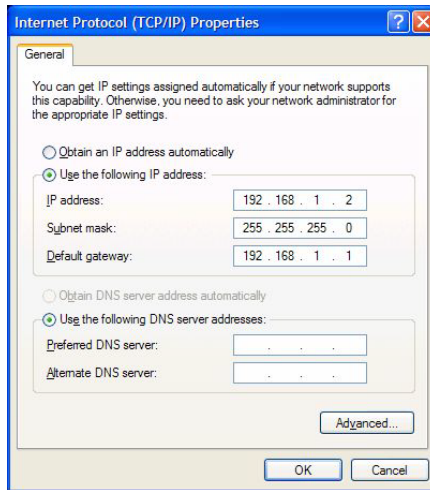 Internet Protocol (TCP/IP) Properties
General
You can get IP settings assigned automatically if your network supports
this capability. Otherwise, you need to ask your network administrator for
the appropriate IP settings.
Obtain an IP address automatically
Use the following IP address:
IP address: 192 . 168 . 1 . 2
Subnet mask: 255 . 255 . 255 . 0
Default gateway: 192 . 168 . 1 . 1
Obtain DNS server address automatically
Use the following DNS server addresses:
Preferred DNS server: . . .
Alternate DNS server: . . .
Advanced...
OK Cancel